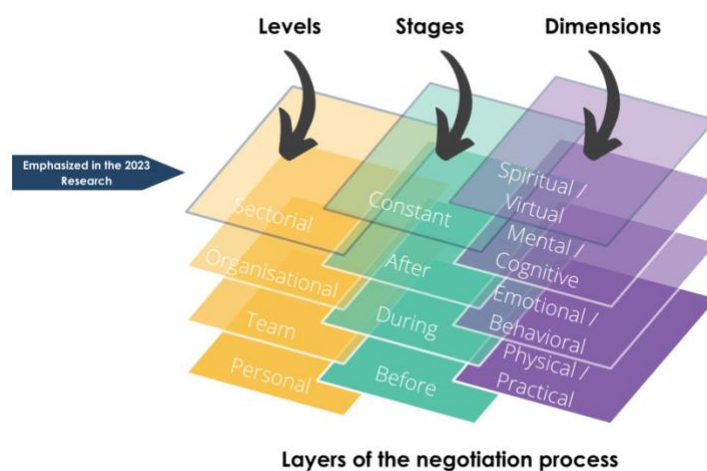 Levels
Stages
Dimensions
Emphasized in the 2023
Research
Sectorial
Constant
Spiritual /
Virtual
Organisational
After
Mental /
Cognitive
Team
During
Emotional /
Behavioral
Personal
Before
Physical /
Practical
Layers of the negotiation process